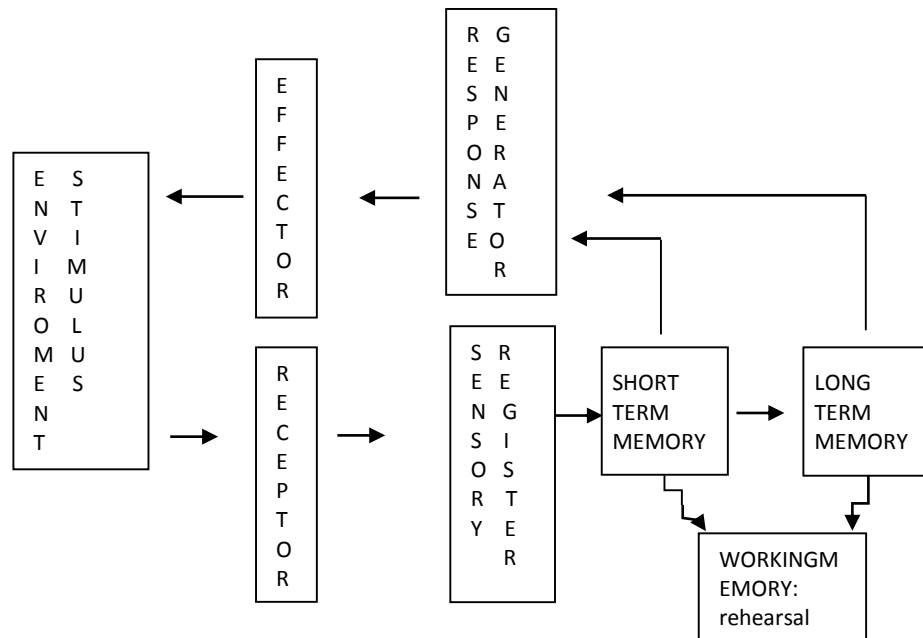 ENVIROMENT
STIMULUS
EFFECTOR
RESPONSE
GENERATOR
RECEPTOR
SENSORY
REGISTER
SHORT
TERM
MEMORY
LONG
TERM
MEMORY
WORKINGM
EMORY:
rehearsal